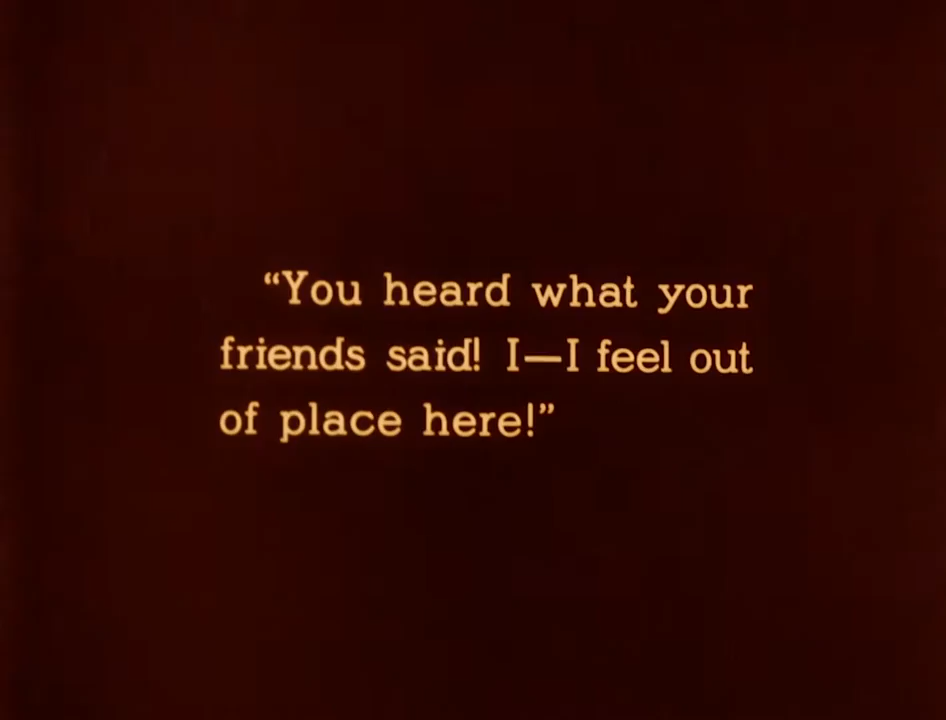 “You heard what your
friends said! I—I feel out
of place here!”